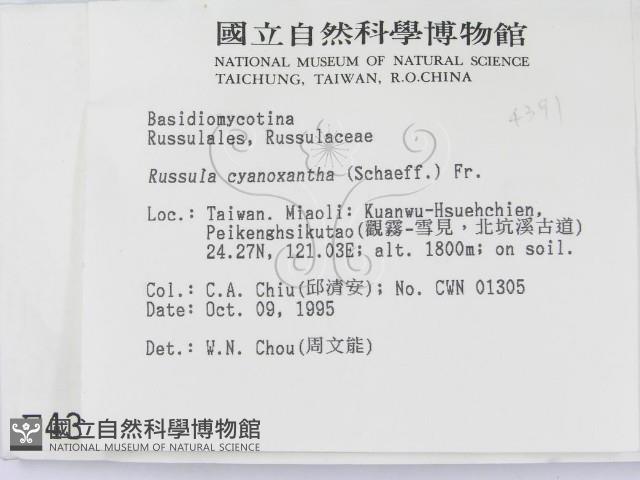 國立自然科學博物館
NATIONAL MUSEUM OF NATURAL SCIENCE
TAICHUNG, TAIWAN, R.O.CHINA
4391
Basidiomycotina
Russulales, Russulaceae
Russula cyanoxantha (Schaeff.) Fr.
Loc.: Taiwan. Miaoli: Kuanwu-Hsuehchien,
Peikenghsikutao(觀霧-雪見，北坑溪古道)
24.27N, 121.03E; alt. 1800m; on soil.
Col.: C.A. Chiu(邱清安); No. CWN 01305
Date: Oct. 09, 1995
Det.: W.N. Chou(周文能)
國立自然科學博物館
NATIONAL MUSEUM OF NATURAL SCIENCE